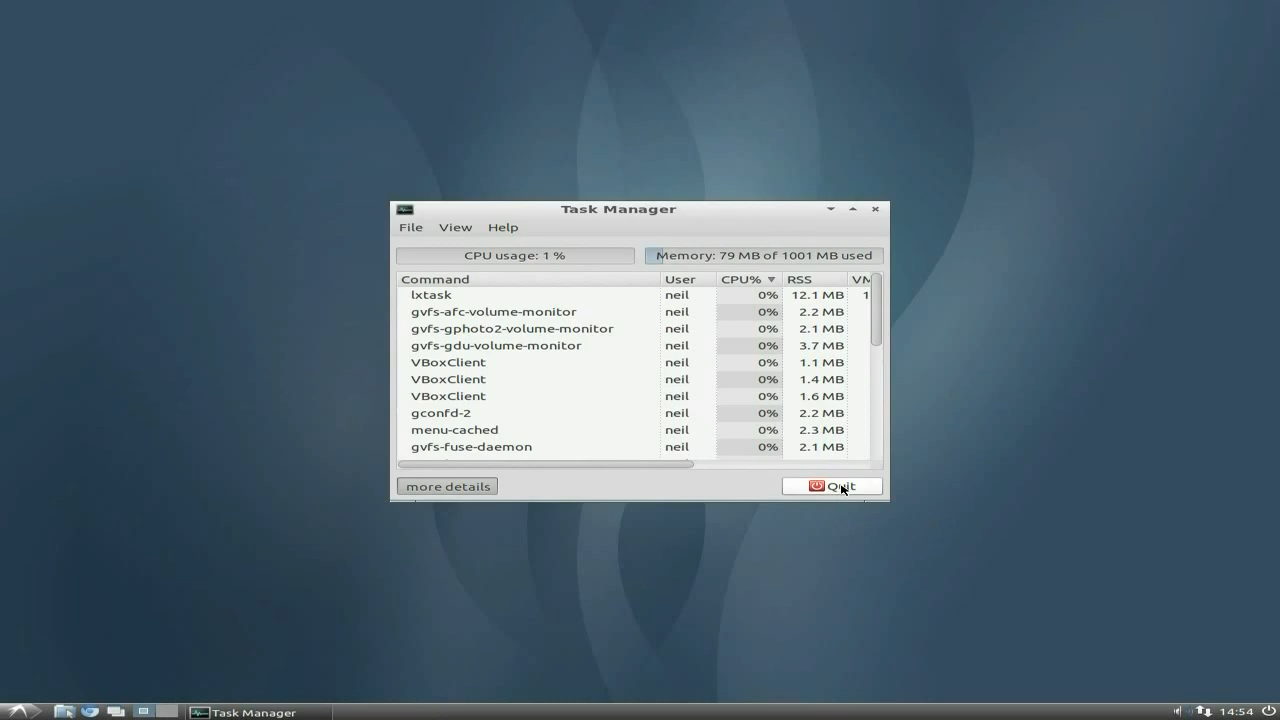 Task Manager
File View Help
CPU usage: 1 % Memory: 79 MB of 1001 MB used
Command User CPU% RSS VM
lxtask neil 0% 12.1 MB 1
gvfs-afc-volume-monitor neil 0% 2.2 MB
gvfs-gphoto2-volume-monitor neil 0% 2.1 MB
gvfs-gdu-volume-monitor neil 0% 3.7 MB
VBoxClient neil 0% 1.1 MB
VBoxClient neil 0% 1.4 MB
VBoxClient neil 0% 1.6 MB
gconfd-2 neil 0% 2.2 MB
menu-cached neil 0% 2.3 MB
gvfs-fuse-daemon neil 0% 2.1 MB
more details Quit
Task Manager 14:54